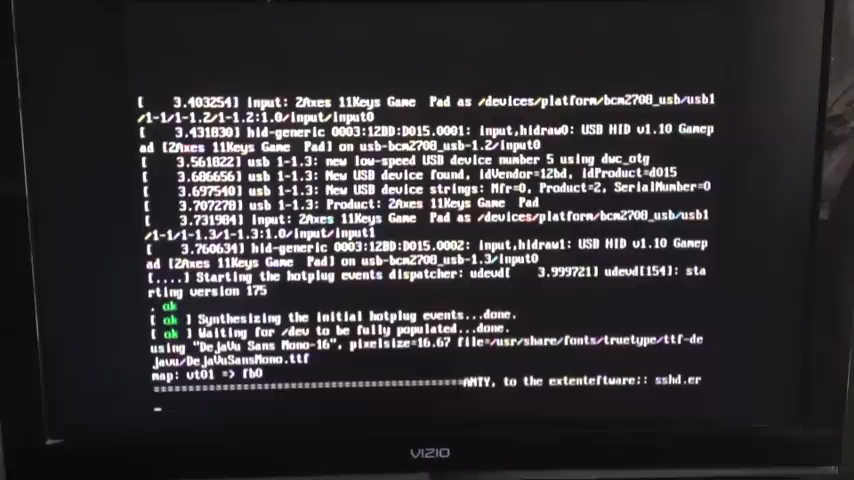 [    3.403254] input: 2Axes 11Keys Game  Pad as /devices/platform/bcm2708_usb/usb1
/1-1/1-1.2/1-1.2:1.0/input/input0
[    3.431830] hid-generic 0003:12BD:D015.0001: input,hidraw0: USB HID v1.10 Gamep
ad [2Axes 11Keys Game  Pad] on usb-bcm2708_usb-1.2/input0
[    3.561822] usb 1-1.3: new low-speed USB device number 5 using dwc_otg
[    3.686656] usb 1-1.3: New USB device found, idVendor=12bd, idProduct=d015
[    3.697540] usb 1-1.3: New USB device strings: Mfr=0, Product=2, SerialNumber=0
[    3.707278] usb 1-1.3: Product: 2Axes 11Keys Game  Pad
[    3.731984] input: 2Axes 11Keys Game  Pad as /devices/platform/bcm2708_usb/usb1
/1-1/1-1.3/1-1.3:1.0/input/input1
[    3.760634] hid-generic 0003:12BD:D015.0002: input,hidraw1: USB HID v1.10 Gamep
ad [2Axes 11Keys Game  Pad] on usb-bcm2708_usb-1.3/input0
[....] Starting the hotplug events dispatcher: udevd[    3.999721] udevd[154]: sta
rting version 175
. ok
[ ok ] Synthesizing the initial hotplug events...done.
[ ok ] Waiting for /dev to be fully populated...done.
using "DejaVu Sans Mono-16", pixelsize=16.67 file=/usr/share/fonts/truetype/ttf-de
javu/DejaVuSansMono.ttf
map: vt01 => fb0
ANTY, to the extenteftware:: sshd.er
VIZIO